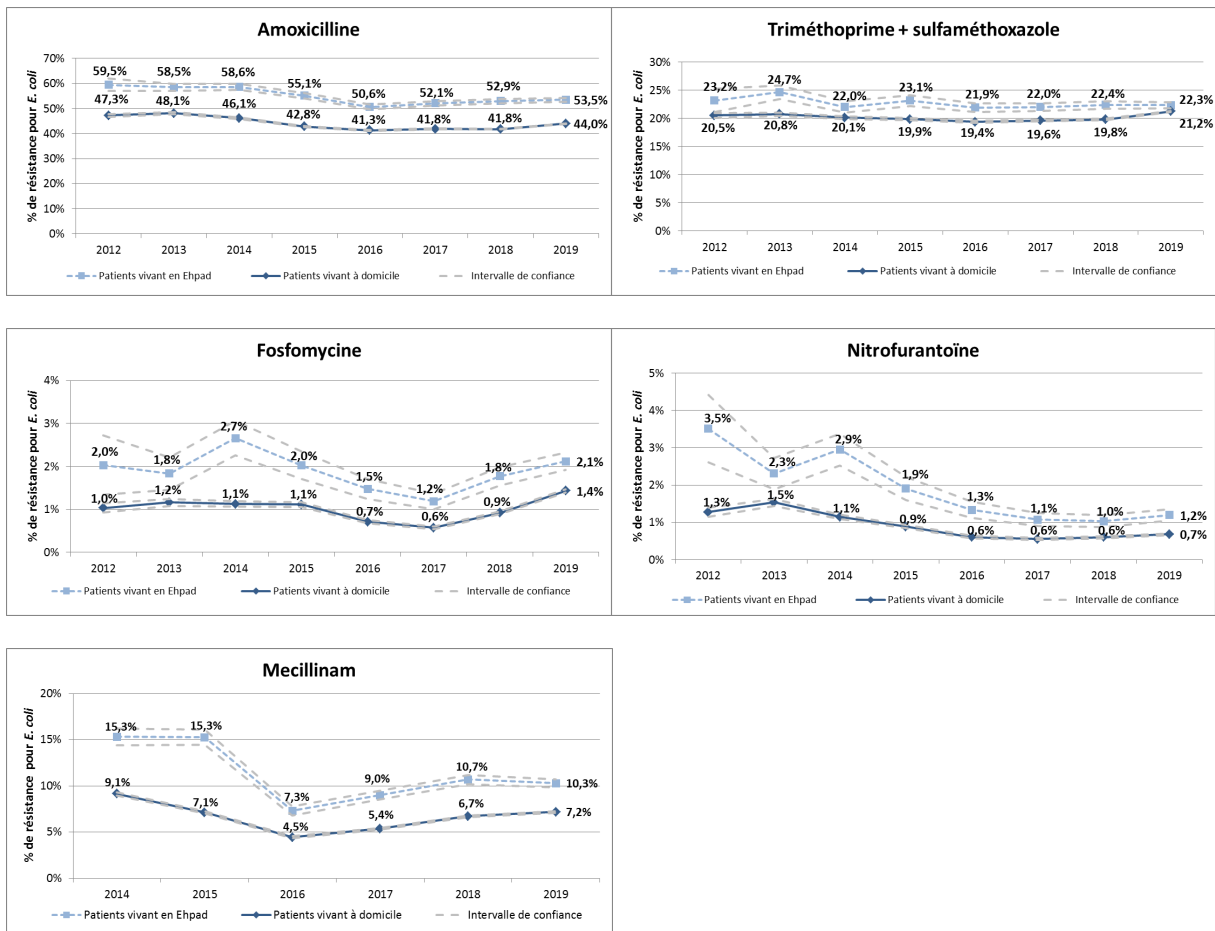 Amoxicilline
% de résistance pour E. coli
70%
60%
50%
40%
30%
20%
10%
0%
59,5% 58,5% 58,6% 55,1% 50,6% 52,1% 52,9% 53,5%
47,3% 48,1% 46,1% 42,8% 41,3% 41,8% 41,8% 44,0%
2012 2013 2014 2015 2016 2017 2018 2019
Patients vivant en Ehpad Patients vivant à domicile Intervalle de confiance
Triméthoprime + sulfaméthoxazole
% de résistance pour E. coli
30%
25%
20%
15%
10%
5%
0%
23,2% 24,7% 22,0% 23,1% 21,9% 22,0% 22,4% 22,3%
20,5% 20,8% 20,1% 19,9% 19,4% 19,6% 19,8% 21,2%
2012 2013 2014 2015 2016 2017 2018 2019
Patients vivant en Ehpad Patients vivant à domicile Intervalle de confiance
Fosfomycine
% de résistance pour E. coli
4%
3%
2%
1%
0%
2,0% 1,8% 2,7% 2,0% 1,5% 1,2% 1,8% 2,1%
1,0% 1,2% 1,1% 1,1% 0,7% 0,6% 0,9% 1,4%
2012 2013 2014 2015 2016 2017 2018 2019
Patients vivant en Ehpad Patients vivant à domicile Intervalle de confiance
Nitrofurantoïne
% de résistance pour E. coli
5%
4%
3%
2%
1%
0%
3,5% 2,3% 2,9% 1,9% 1,3% 1,1% 1,0% 1,2%
1,3% 1,5% 1,1% 0,9% 0,6% 0,6% 0,6% 0,7%
2012 2013 2014 2015 2016 2017 2018 2019
Patients vivant en Ehpad Patients vivant à domicile Intervalle de confiance
Mecillinam
% de résistance pour E. coli
20%
15%
10%
5%
0%
15,3% 15,3% 7,3% 9,0% 10,7% 10,3%
9,1% 7,1% 4,5% 5,4% 6,7% 7,2%
2014 2015 2016 2017 2018 2019
Patients vivant en Ehpad Patients vivant à domicile Intervalle de confiance